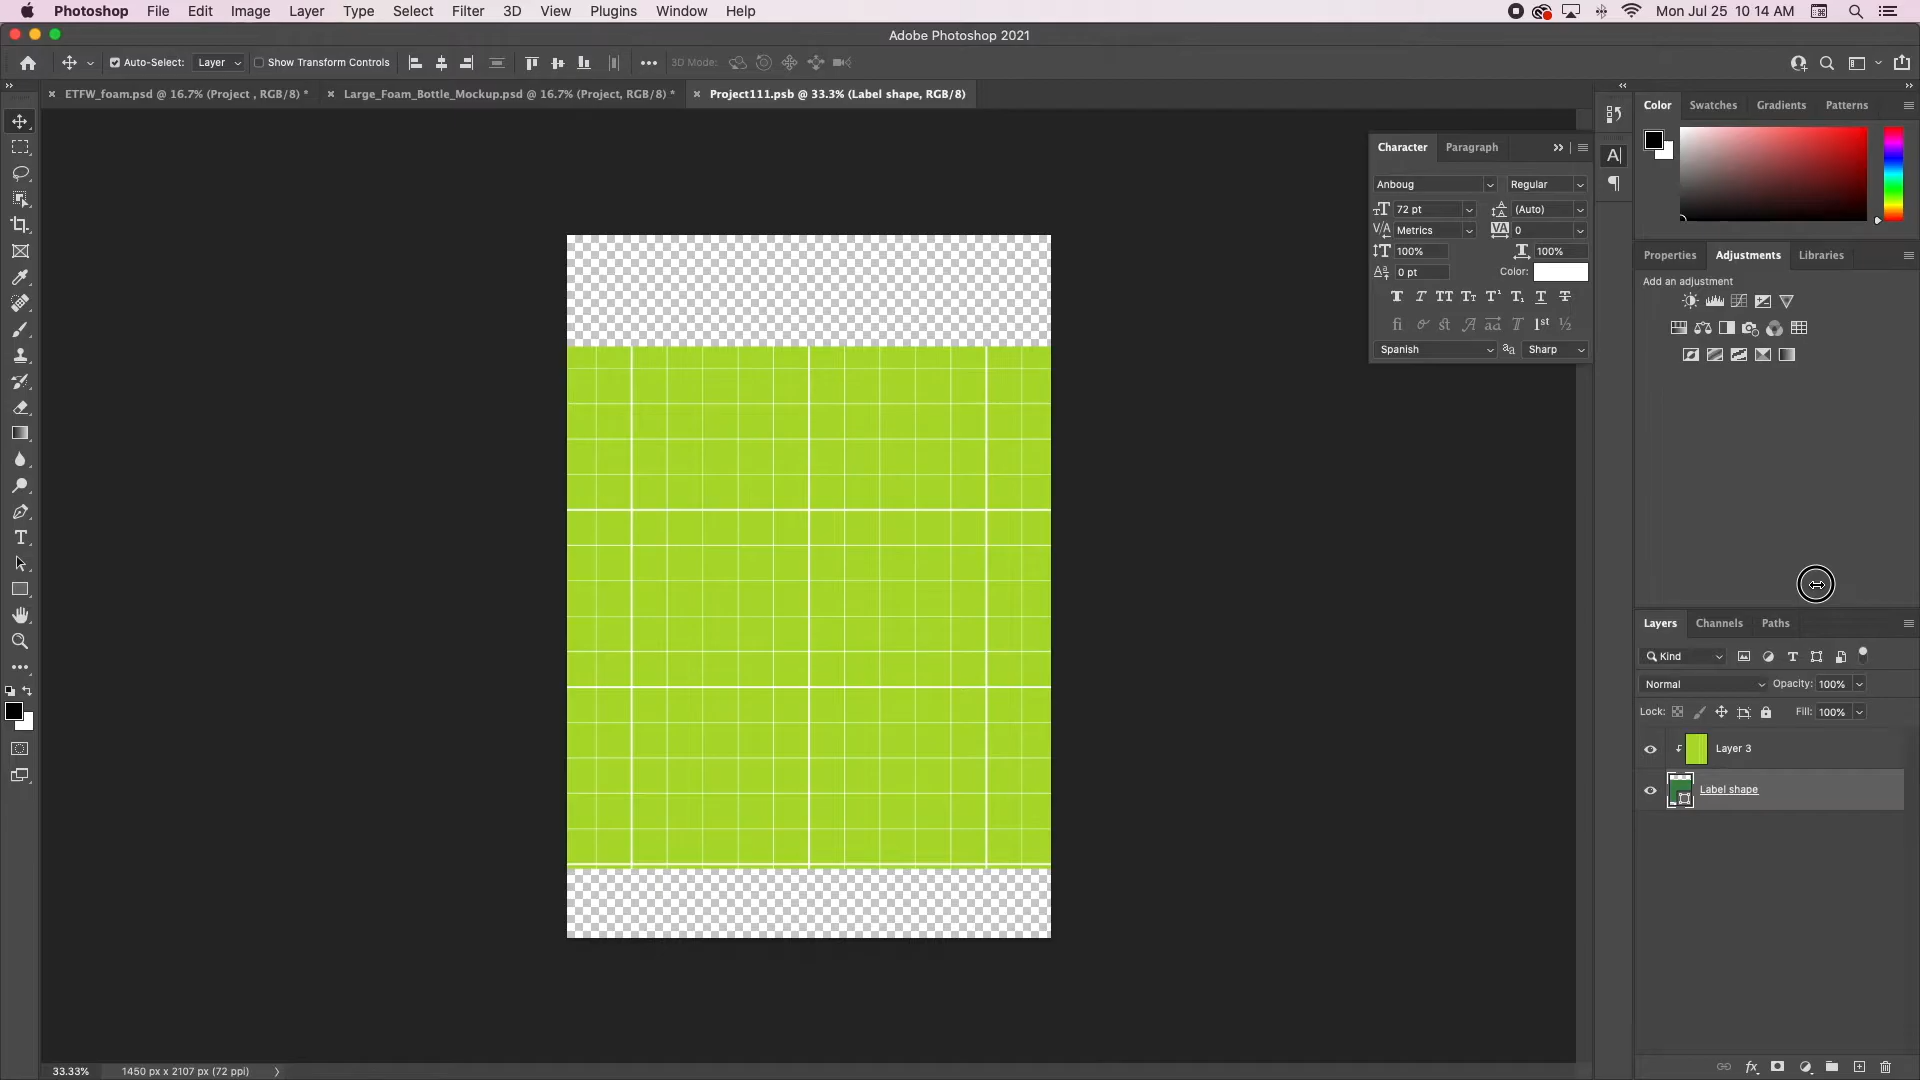 Photoshop File Edit Image Layer Type Select Filter 3D View Plugins Window Help Mon Jul 25 10 14 AM
Adobe Photoshop 2021
Auto-Select: Layer Show Transform Controls 3D Mode:
ETFW_foam.psd @ 16.7% (Project , RGB/8) * Large_Foam_Bottle_Mockup.psd @ 16.7% (Project, RGB/8) * Project111.psb @ 33.3% (Label shape, RGB/8)
Color Swatches Gradients Patterns
Character Paragraph
Anboug Regular
72 pt (Auto)
Metrics 0
100% 100%
0 pt Color:
Spanish Sharp
Properties Adjustments Libraries
Add an adjustment
Layers Channels Paths
Kind
Normal Opacity: 100%
Lock: Fill: 100%
Layer 3
Label shape
33.33% 1450 px x 2107 px (72 ppi)